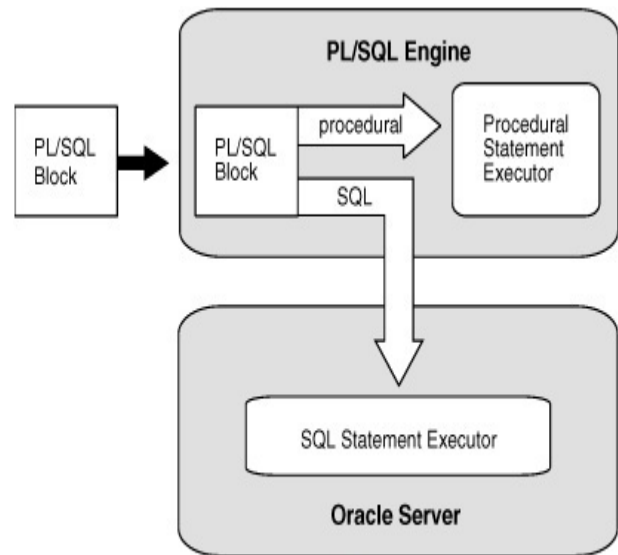 PL/SQL Engine
PL/SQL
Block
PL/SQL
Block
procedural
SQL
Procedural
Statement
Executor
SQL Statement Executor
Oracle Server